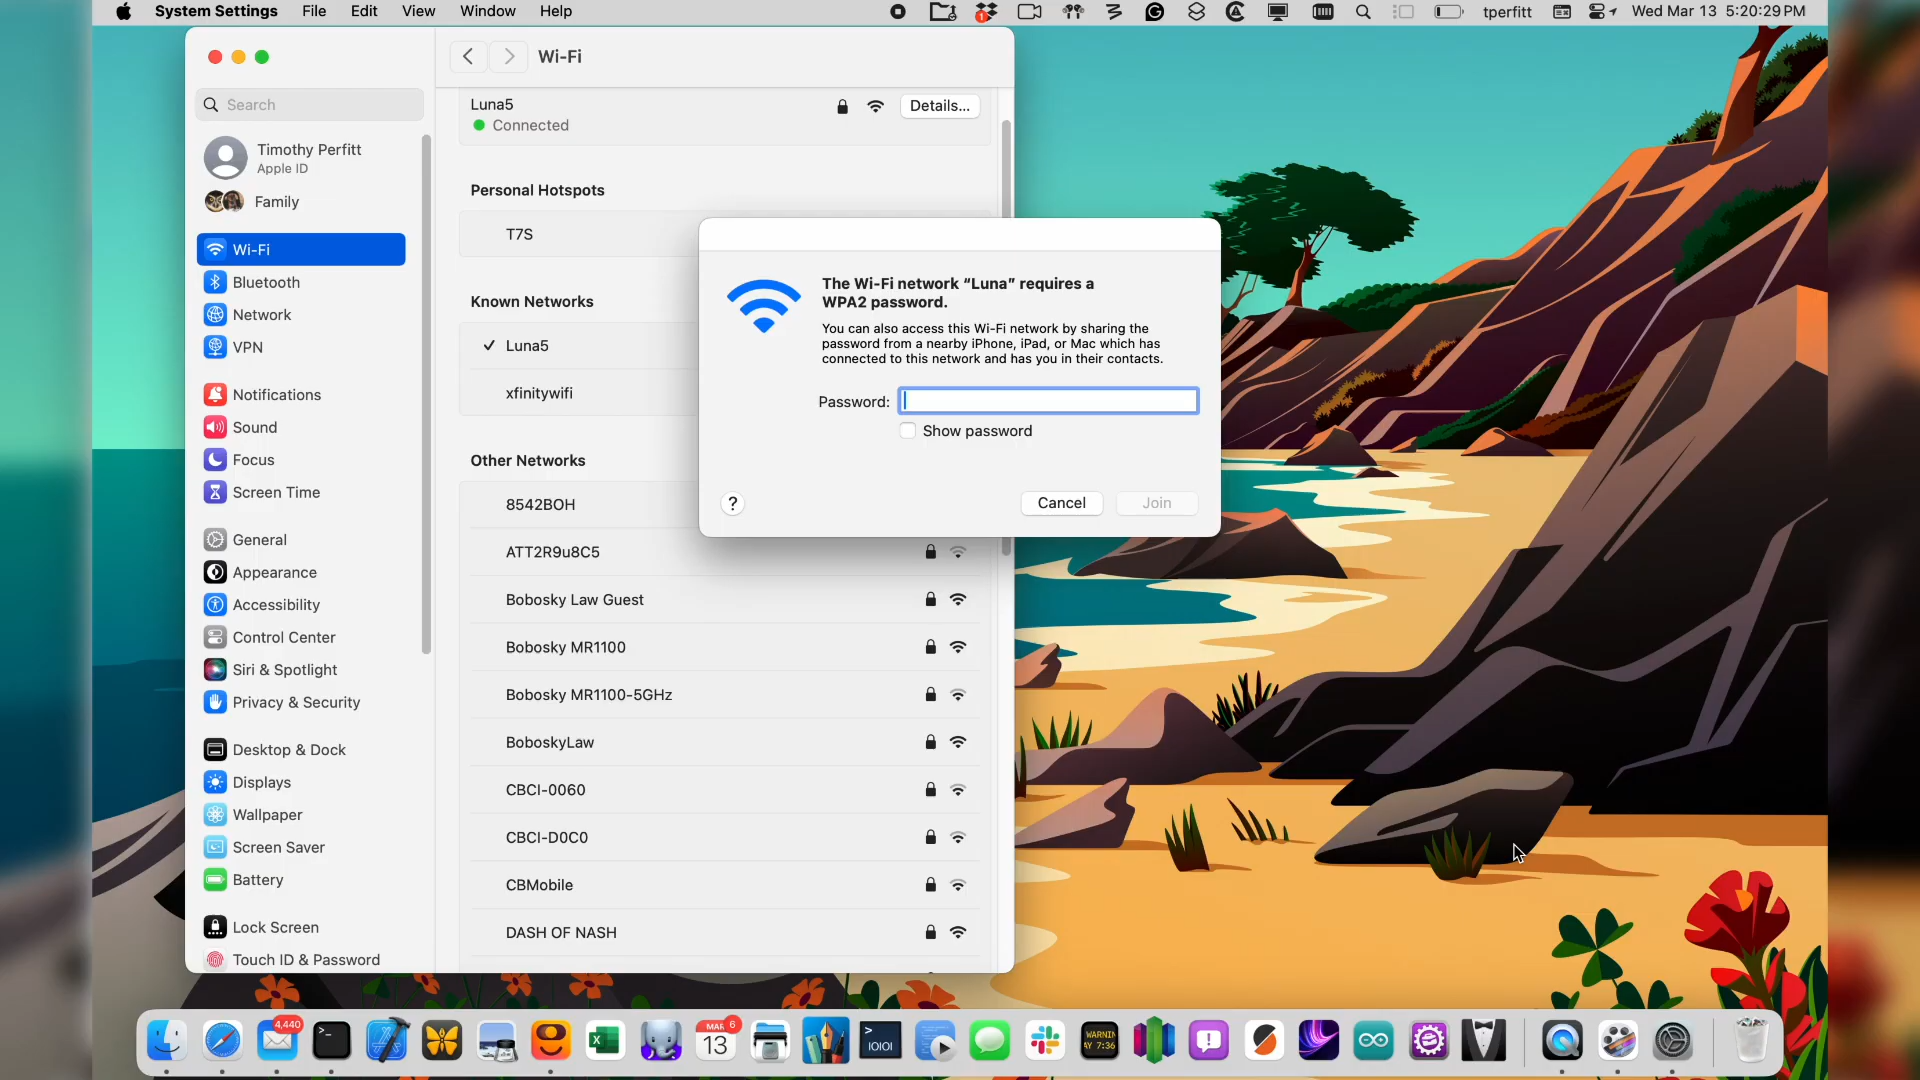 System Settings File Edit View Window Help
tperfitt Wed Mar 13 5:20:29 PM
Wi-Fi
Search
Timothy Perfitt
Apple ID
Family
Wi-Fi
Bluetooth
Network
VPN
Notifications
Sound
Focus
Screen Time
General
Appearance
Accessibility
Control Center
Siri & Spotlight
Privacy & Security
Desktop & Dock
Displays
Wallpaper
Screen Saver
Battery
Lock Screen
Touch ID & Password
Luna5
Connected
Details...
Personal Hotspots
T7S
Known Networks
Luna5
xfinitywifi
Other Networks
8542BOH
ATT2R9u8C5
Bobosky Law Guest
Bobosky MR1100
Bobosky MR1100-5GHz
BoboskyLaw
CBCI-0060
CBCI-D0C0
CBMobile
DASH OF NASH
The Wi-Fi network “Luna” requires a
WPA2 password.
You can also access this Wi-Fi network by sharing the
password from a nearby iPhone, iPad, or Mac which has
connected to this network and has you in their contacts.
Password:
Show password
?
Cancel
Join
4,440
MAR 6
13
WARNIN
AY 7:36